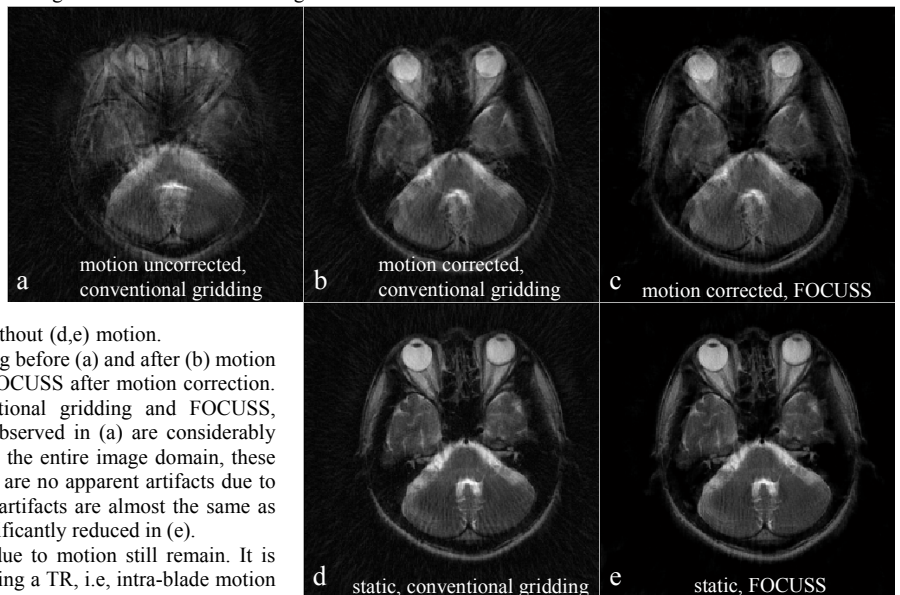 a
motion uncorrected,
conventional gridding
b
motion corrected,
conventional gridding
c
motion corrected, FOCUSS
thout (d,e) motion.
g before (a) and after (b) motion
OCUSS after motion correction.
tional gridding and FOCUSS,
bserved in (a) are considerably
the entire image domain, these
are no apparent artifacts due to
artifacts are almost the same as
ificantly reduced in (e).
ue to motion still remain. It is
ing a TR, i.e, intra-blade motion
d
static, conventional gridding
e
static, FOCUSS